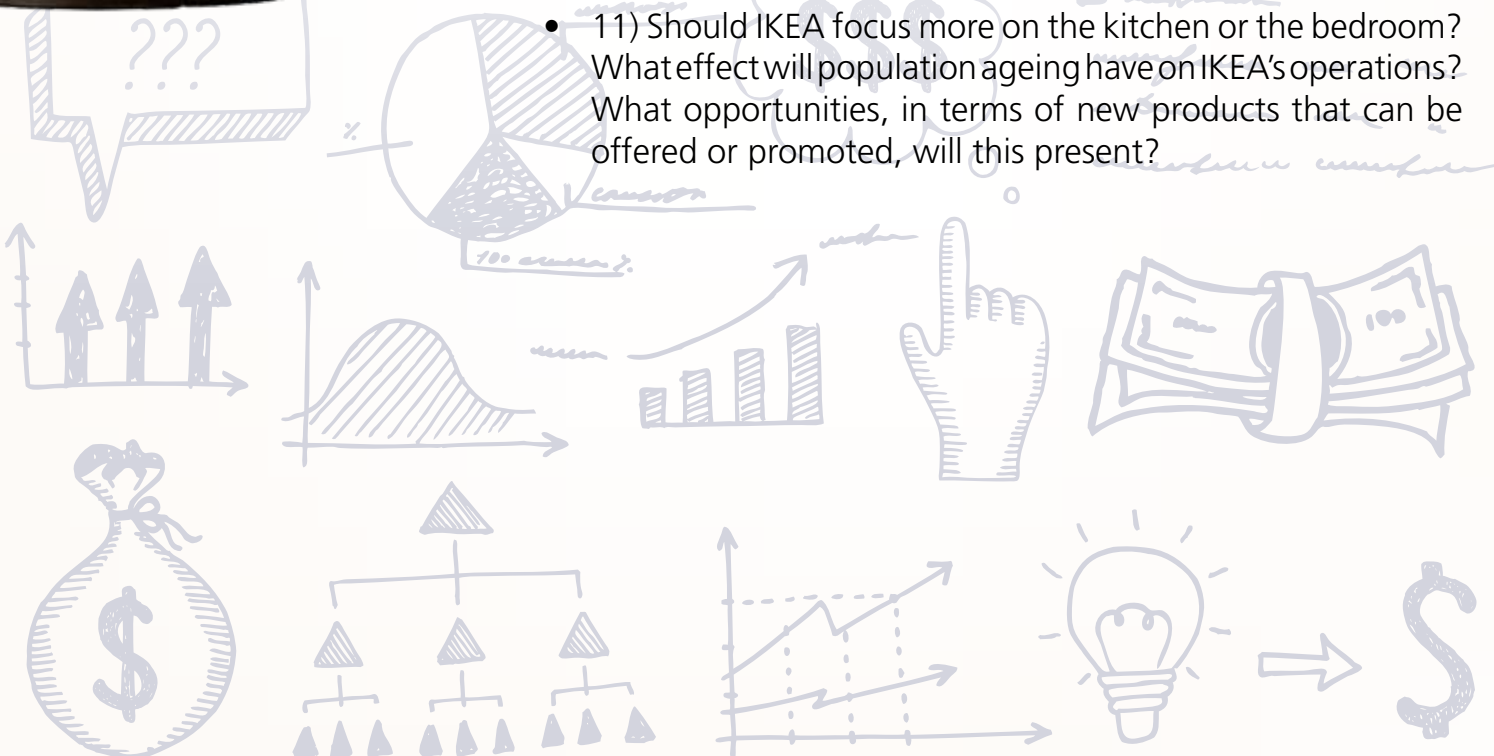 ???
$$$
• 11) Should IKEA focus more on the kitchen or the bedroom?
What effect will population ageing have on IKEA's operations?
What opportunities, in terms of new products that can be
offered or promoted, will this present?
%
100 %
100
$
$